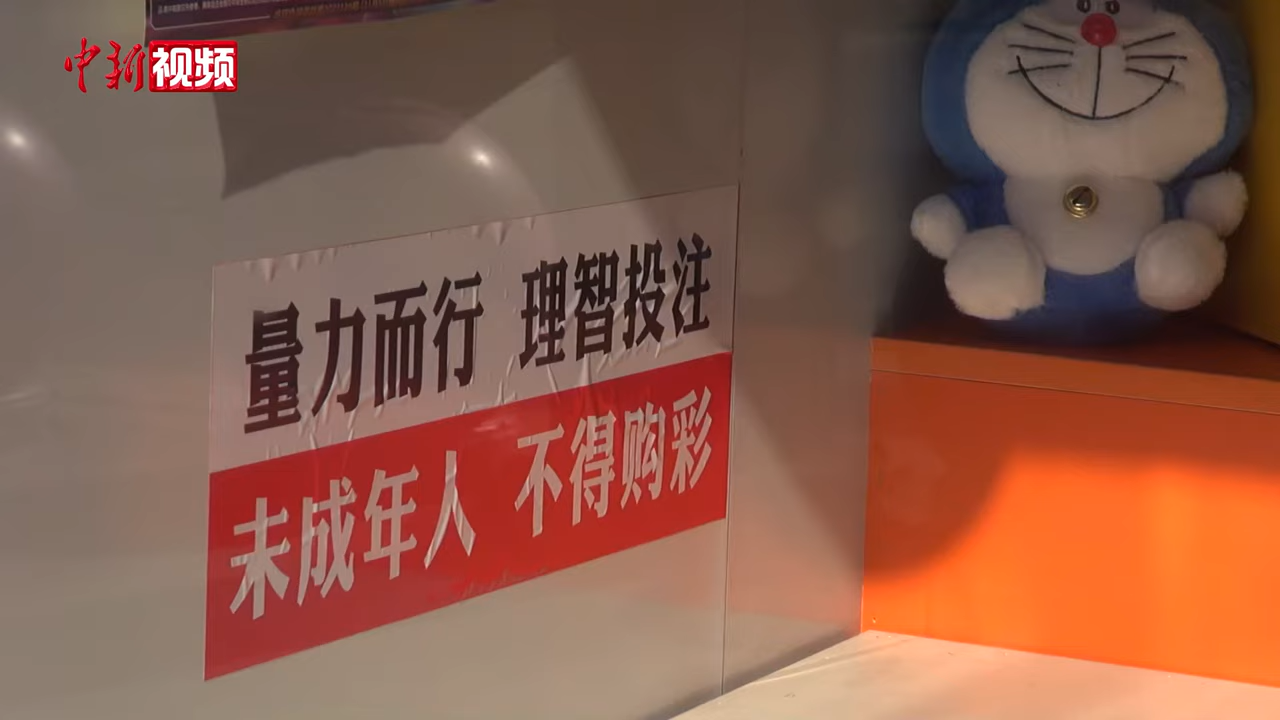 中新视频
量力而行 理智投注
未成年人 不得购彩